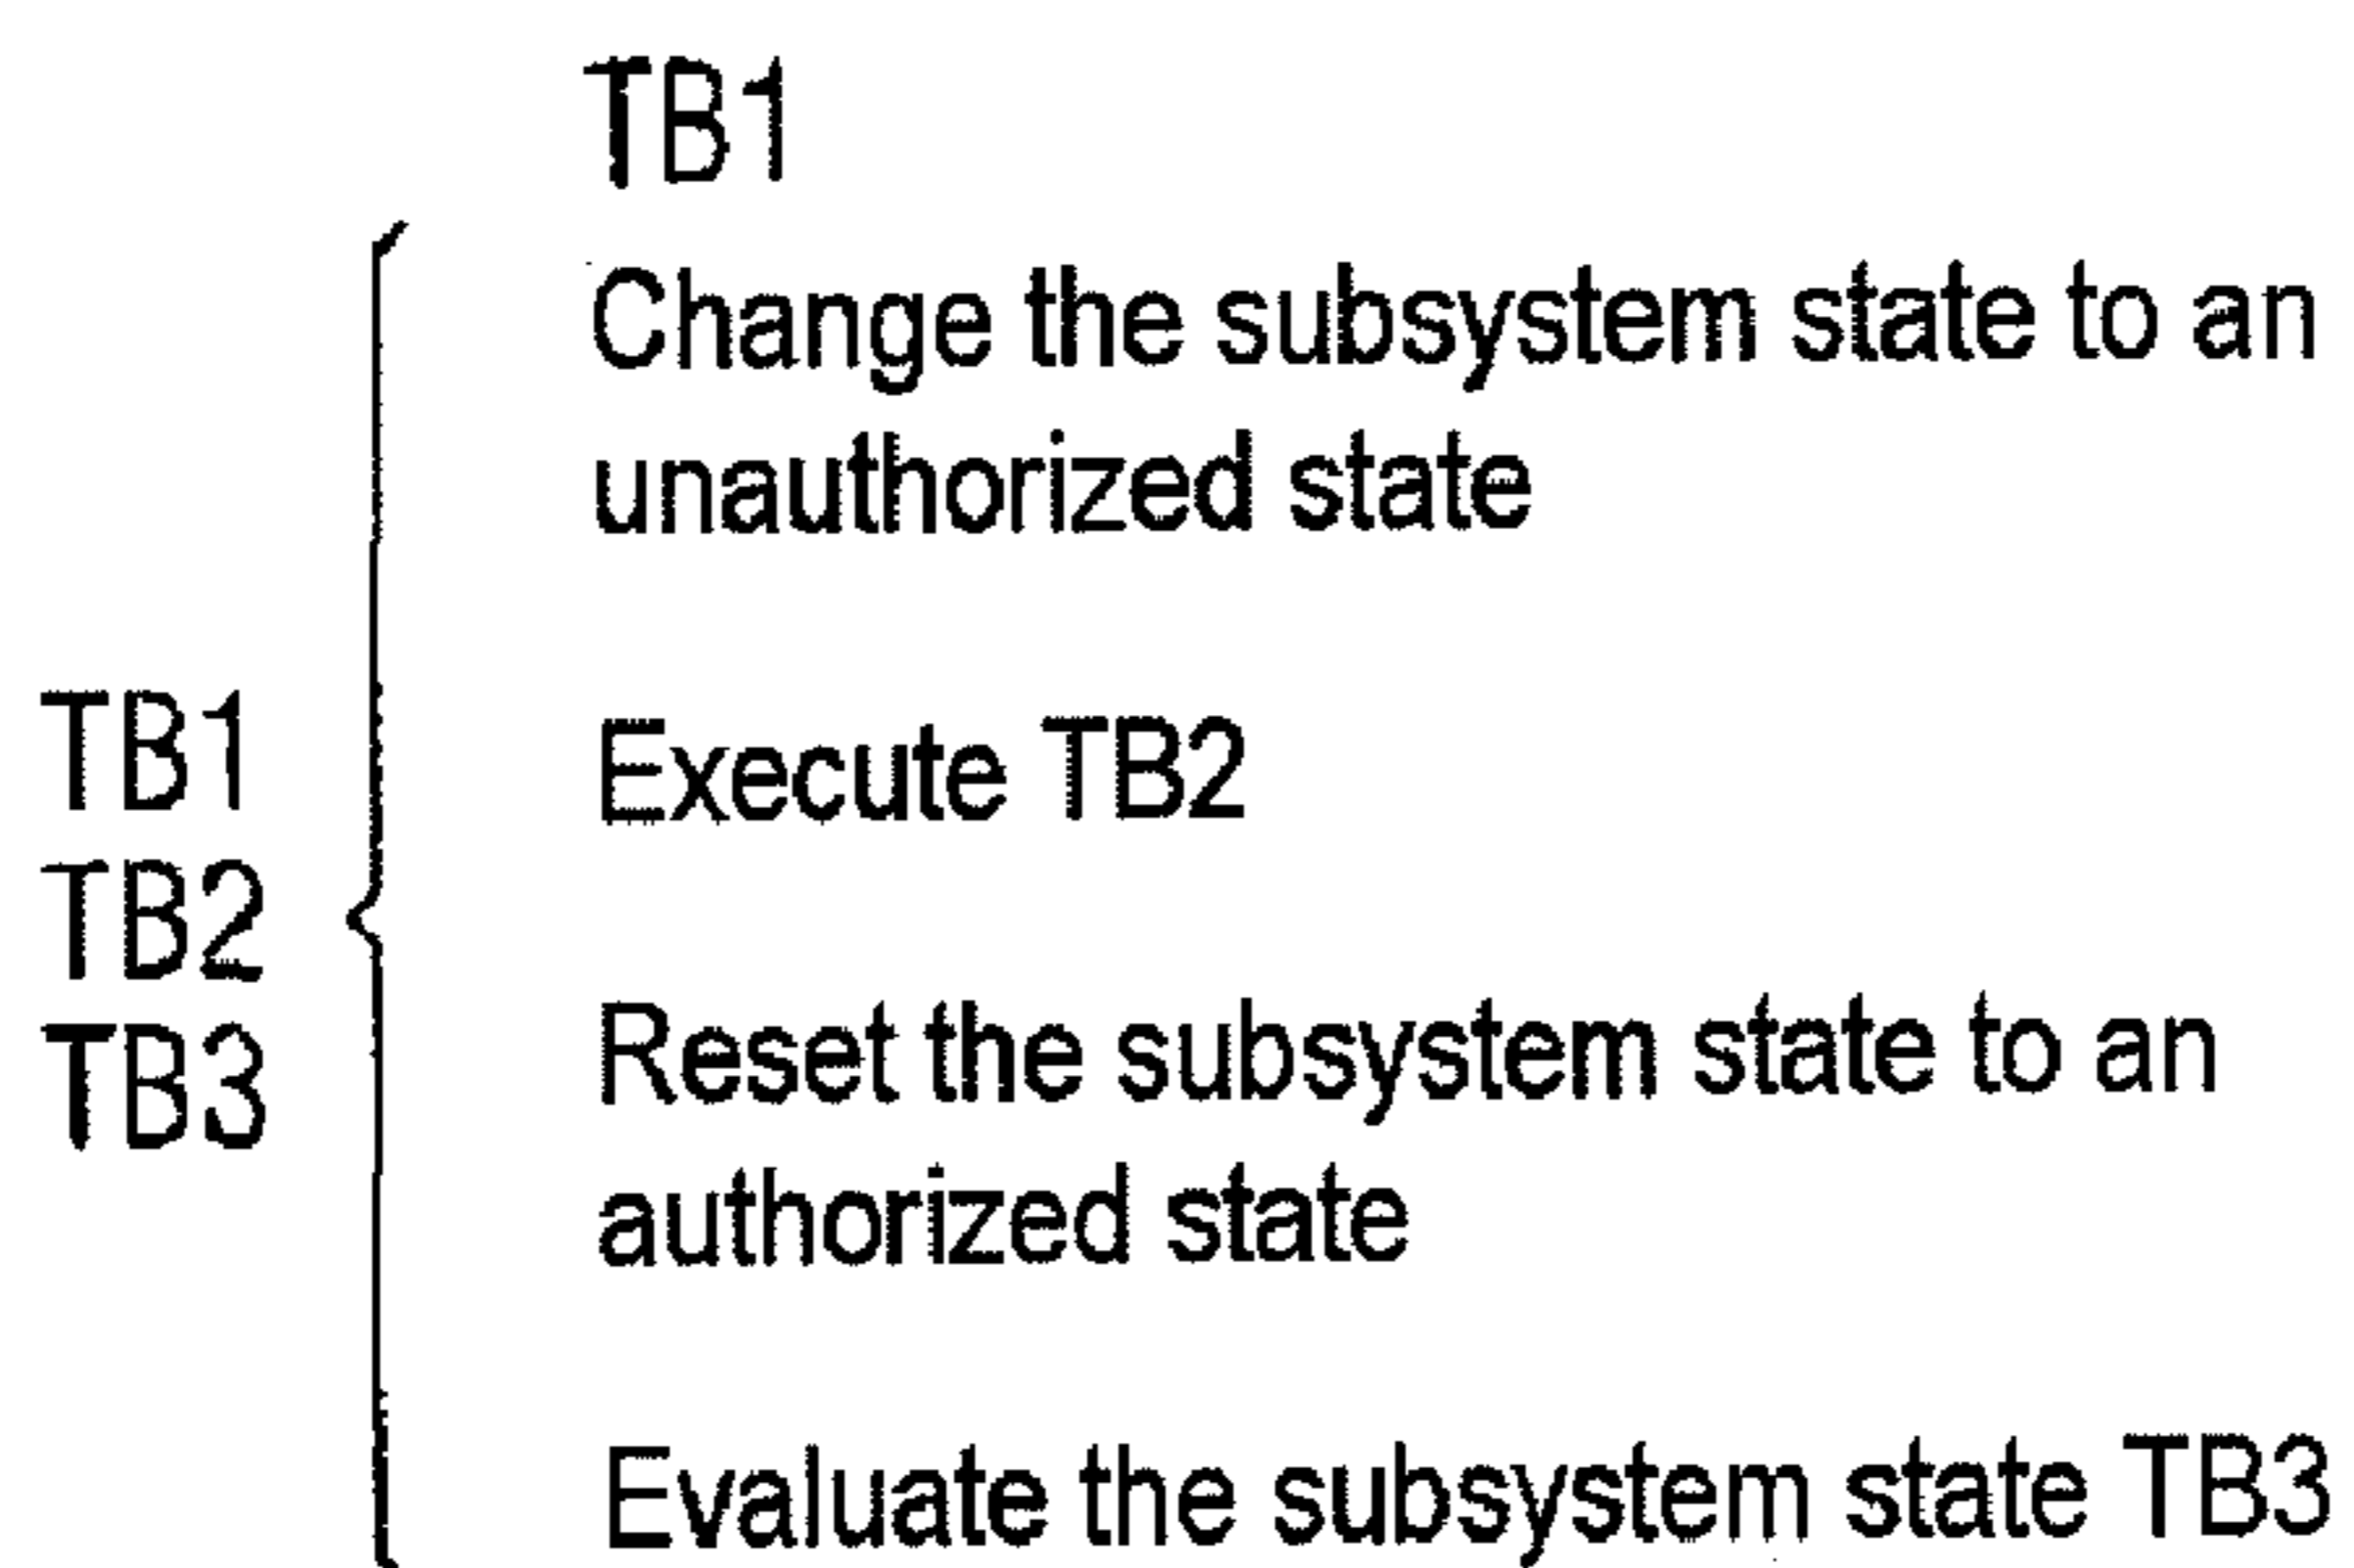 TB1
TB2
TB3
TB1
Change the subsystem state to an
unauthorized state
Execute TB2
Reset the subsystem state to an
authorized state
Evaluate the subsystem state TB3